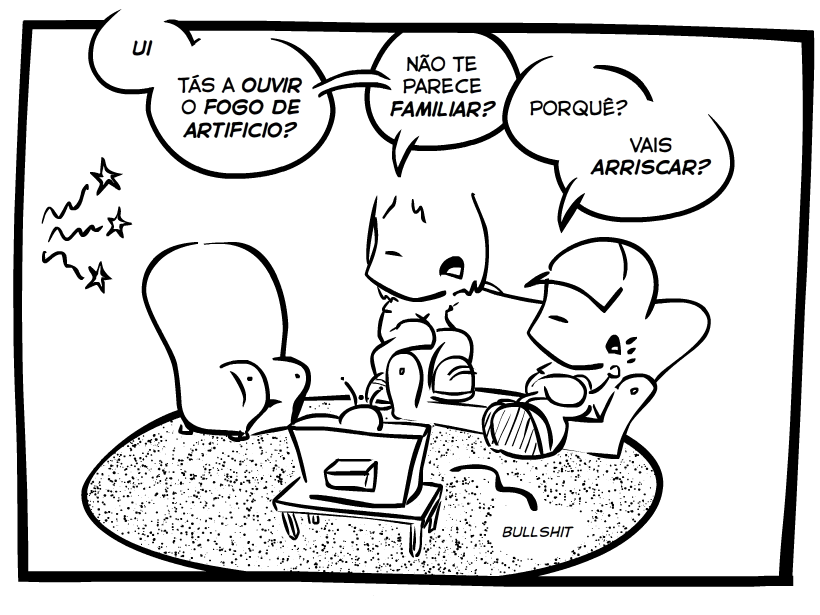 UI
TÁS A OUVIR
O FOGO DE
ARTIFICIO?
NÃO TE
PARECE
FAMILIAR?
PORQUÊ?
VAIS
ARRISCAR?
BULLSHIT